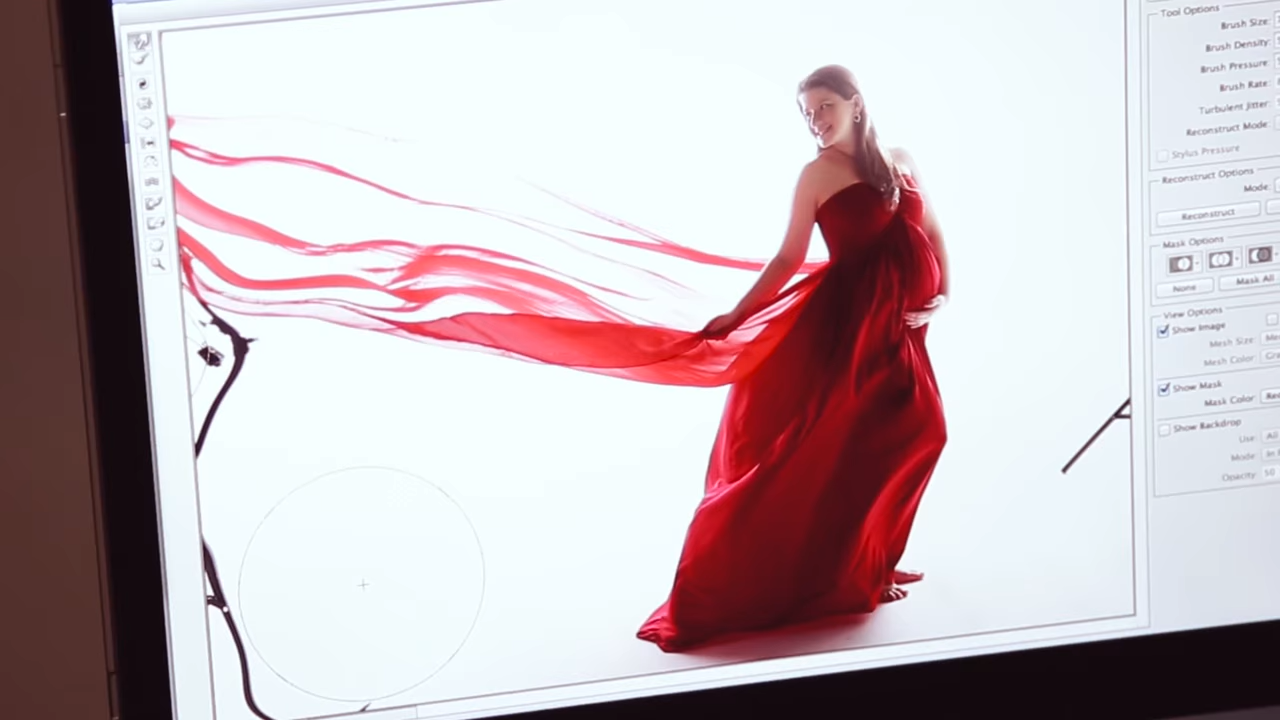 Tool Options
Brush Size:
Brush Density:
Brush Pressure:
Brush Rate:
Turbulent Jitter:
Reconstruct Mode:
Stylus Pressure
Reconstruct Options
Mode:
Reconstruct
Mask Options
None
Mask All
View Options
Show Image
Mesh Size:
Mesh Color:
Show Mask
Mask Color:
Show Backdrop
Use:
Mode:
Opacity: 50